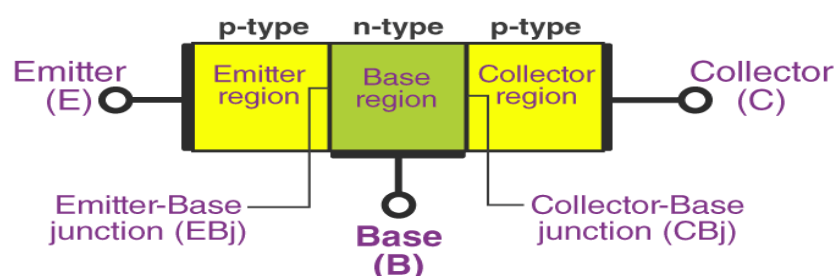 p-type n-type p-type
Emitter
(E)
Emitter
region
Base
region
Collector
region
Collector
(C)
Emitter-Base
junction (EBj)
Base
(B)
Collector-Base
junction (CBj)